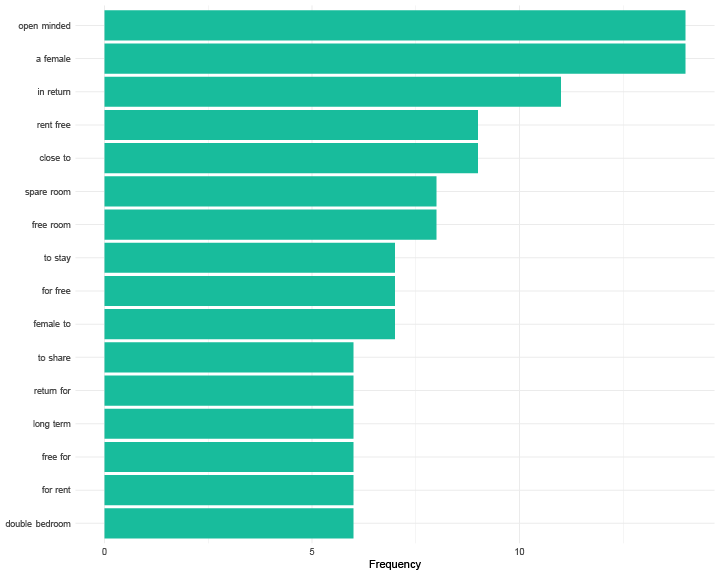 open minded
a female
in return
rent free
close to
spare room
free room
to stay
for free
female to
to share
return for
long term
free for
for rent
double bedroom
0 5 10
Frequency